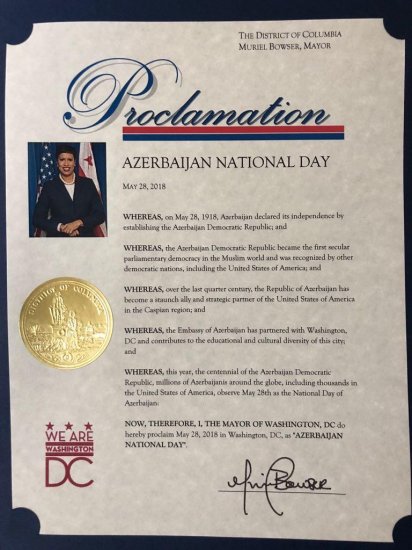 THE DISTRICT OF COLUMBIA
MURIEL BOWSER, MAYOR
Proclamation
AZERBAIJAN NATIONAL DAY
MAY 28, 2018
WHEREAS, on May 28, 1918, Azerbaijan declared its independence by
establishing the Azerbaijan Democratic Republic; and
WHEREAS, the Azerbaijan Democratic Republic became the first secular
parliamentary democracy in the Muslim world and was recognized by other
democratic nations, including the United States of America; and
WHEREAS, over the last quarter century, the Republic of Azerbaijan has
become a staunch ally and strategic partner of the United States of America
in the Caspian region; and
WHEREAS, the Embassy of Azerbaijan has partnered with Washington,
DC and contributes to the educational and cultural diversity of this city;
and
WHEREAS, this year, the centennial of the Azerbaijan Democratic
Republic, millions of Azerbaijanis around the globe, including thousands in
the United States of America, observe May 28th as the National Day of
Azerbaijan:
NOW, THEREFORE, I, THE MAYOR OF WASHINGTON, DC do
hereby proclaim May 28, 2018 in Washington, DC, as "AZERBAIJAN
NATIONAL DAY".
DISTRICT OF COLUMBIA
WE ARE
WASHINGTON
DC
Muriel Bowser